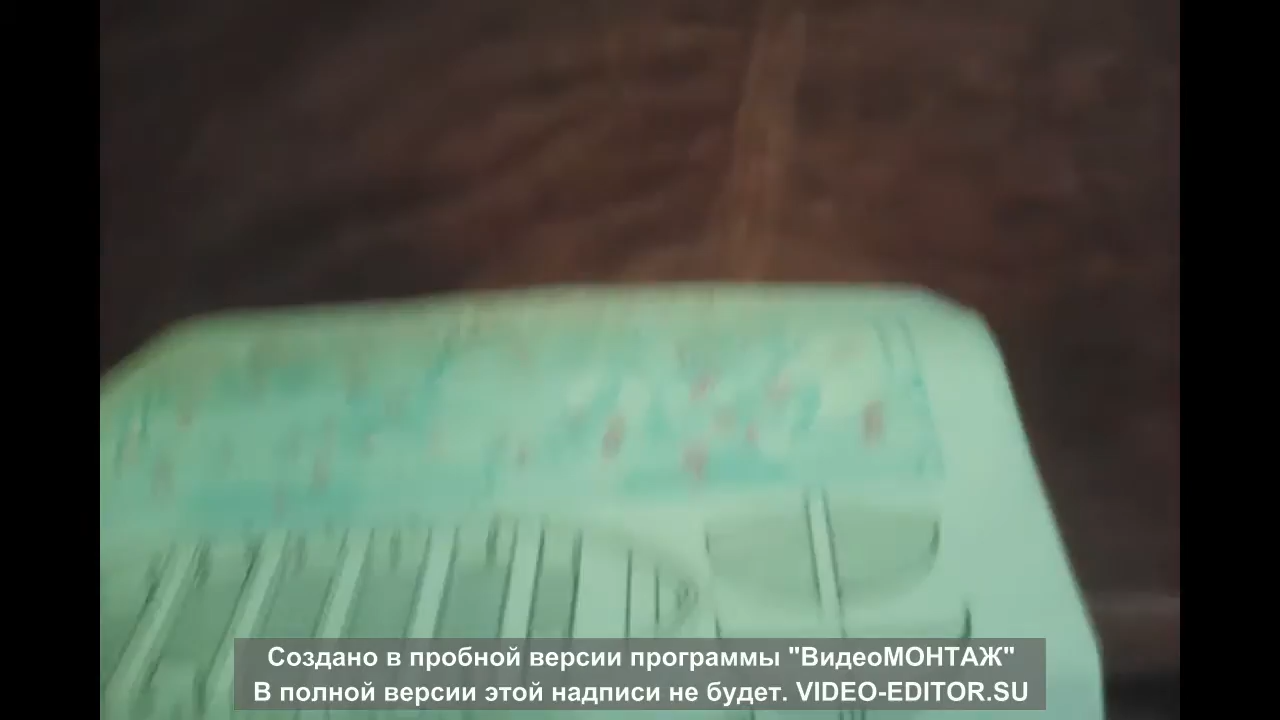 Создано в пробной версии программы "ВидеоМОНТАЖ"
В полной версии этой надписи не будет. VIDEO-EDITOR.SU